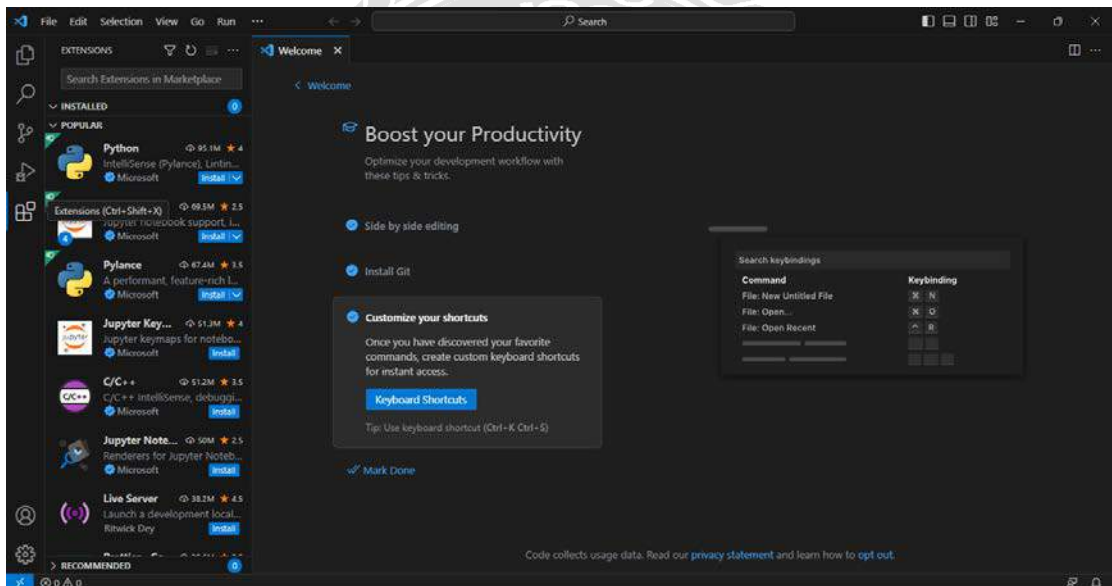 File Edit Selection View Go Run ...
Search
EXTENSIONS
Welcome
Search Extensions in Marketplace
INSTALLED 0
POPULAR
Python 95.1M 4
IntelliSense (Pylance), Lintin...
Microsoft Install
Extensions (Ctrl+Shift+X) 69.5M 2.5
Jupyter notebook support, i...
4 Microsoft Install
Pylance 67.4M 3.5
A performant, feature-rich l...
Microsoft Install
Jupyter Key... 51.3M 4
Jupyter keymaps for notebo...
Microsoft Install
C/C++ 51.2M 3.5
C/C++ IntelliSense, debuggi...
Microsoft Install
Jupyter Note... 50M 2.5
Renderers for Jupyter Noteb...
Microsoft Install
Live Server 38.2M 4.5
Launch a development local...
Ritwick Dey Install
RECOMMENDED 0
0 0
< Welcome
Boost your Productivity
Optimize your development workflow with
these tips & tricks.
Side by side editing
Install Git
Customize your shortcuts
Once you have discovered your favorite
commands, create custom keyboard shortcuts
for instant access.
Keyboard Shortcuts
Tip: Use keyboard shortcut (Ctrl+K Ctrl+S)
Mark Done
Search keybindings
Command Keybinding
File: New Untitled File ⌘ N
File: Open... ⌘ O
File: Open Recent ^ R
Code collects usage data. Read our privacy statement and learn how to opt out.